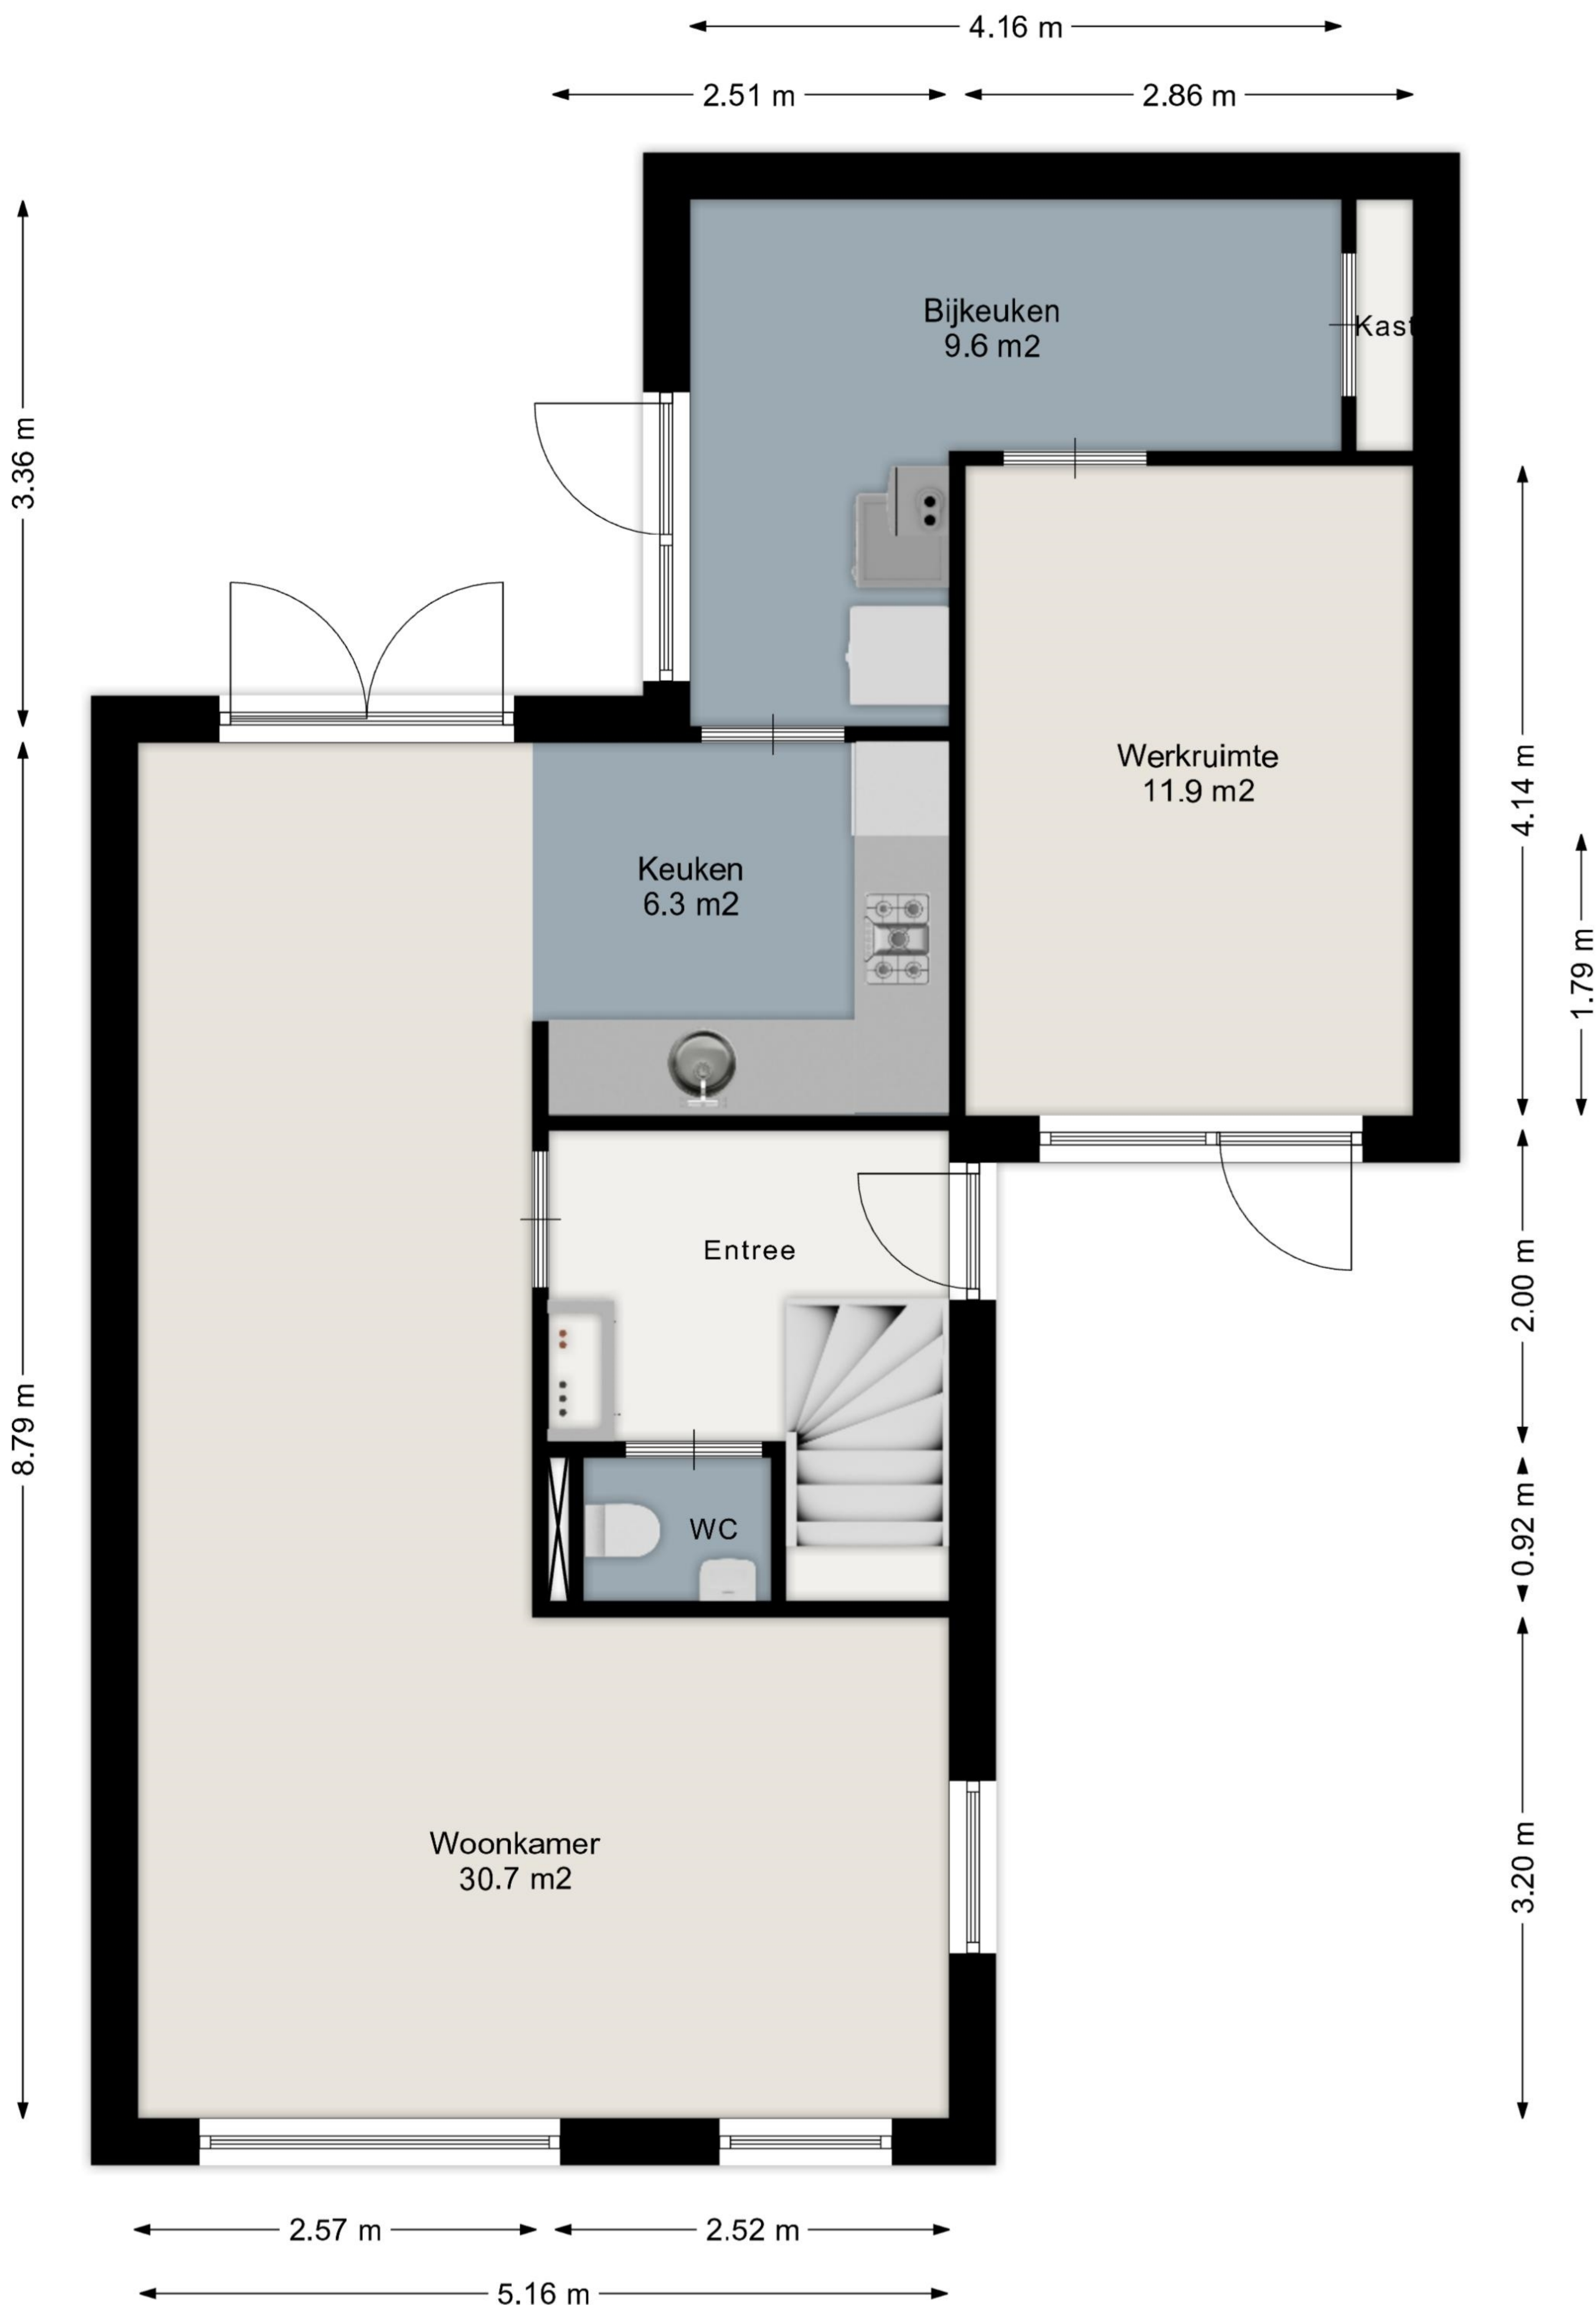 4.16 m
2.51 m
2.86 m
Bijkeuken
9.6 m2
Kast
3.36 m
Werkruimte
11.9 m2
4.14 m
Keuken
6.3 m2
1.79 m
Entree
2.00 m
8.79 m
WC
0.92 m
Woonkamer
30.7 m2
3.20 m
2.57 m
2.52 m
5.16 m